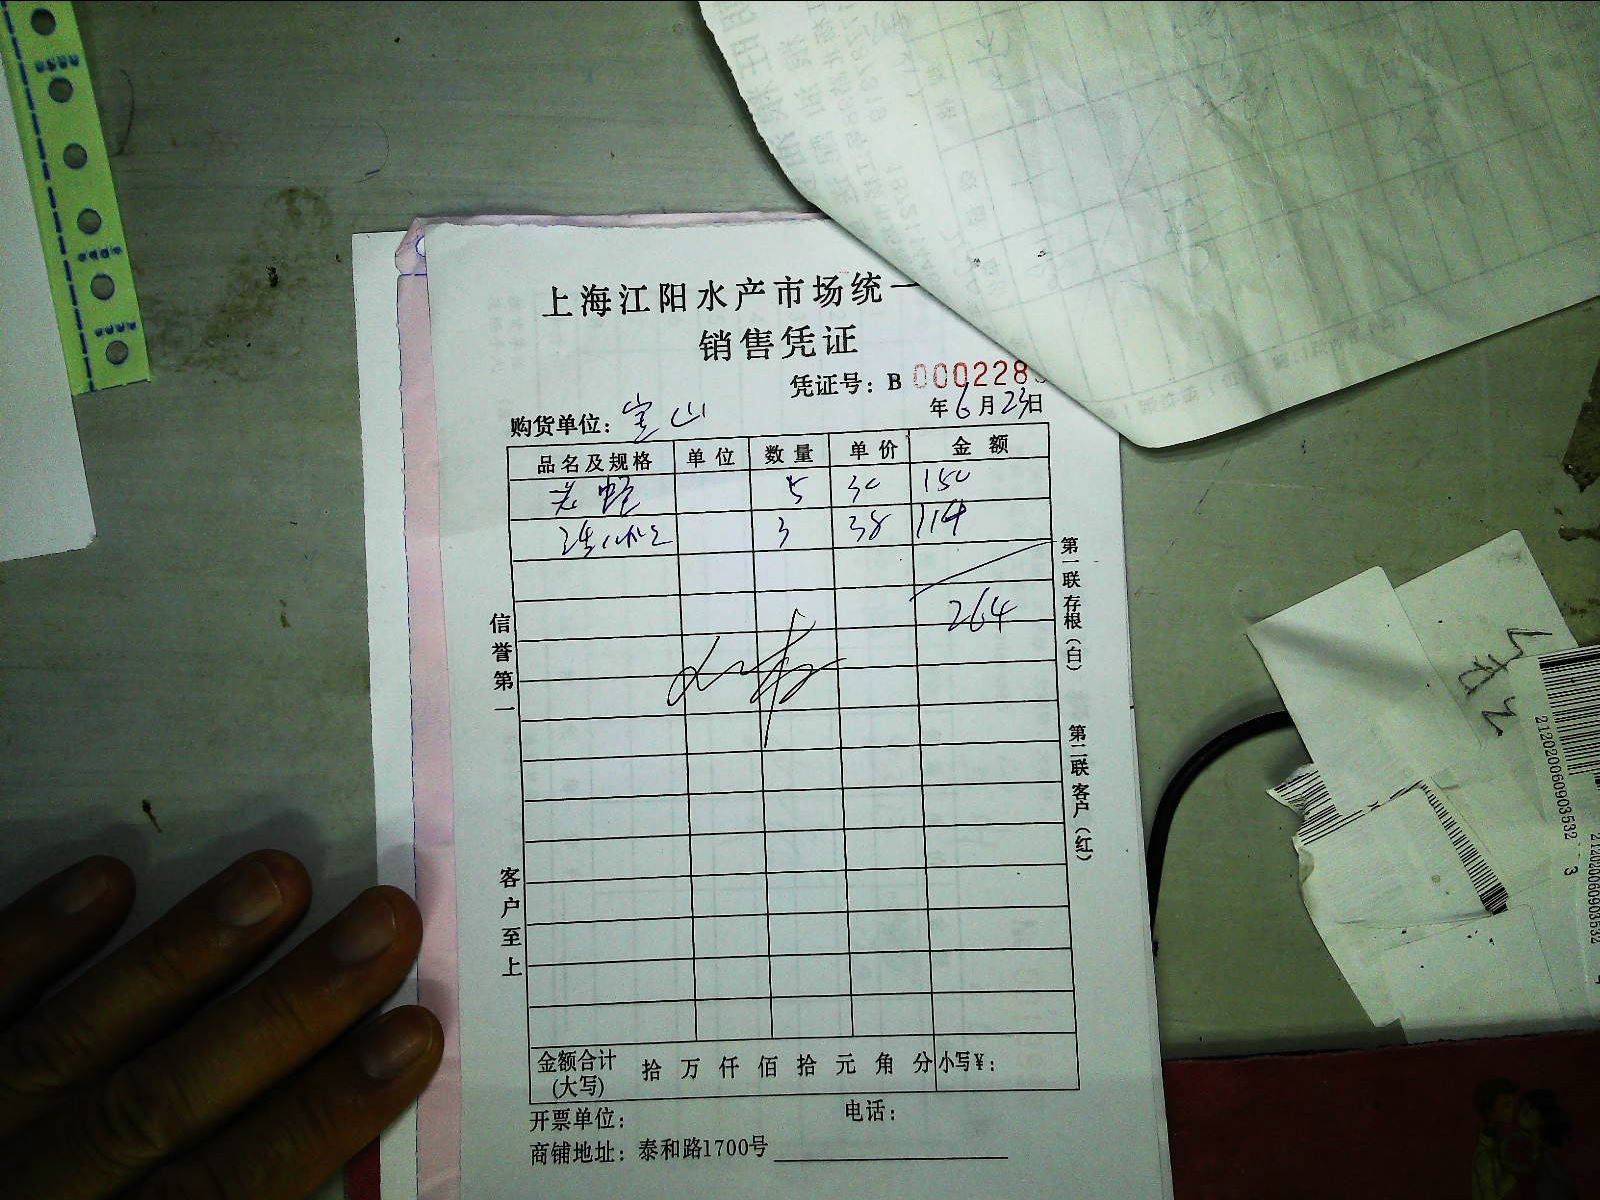 上海江阳水产市场统一
销售凭证
凭证号：B 000228
年6月23日
购货单位：宝山
品名及规格 单位 数量 单价 金额
5 30 150
3 38 114
264
信誉第一
客户至上
第一联存根（白）
第二联客户（红）
金额合计(大写) 拾 万 仟 佰 拾 元 角 分 小写￥：
开票单位： 电话：
商铺地址：泰和路1700号
212020060903532 3
212020060903532